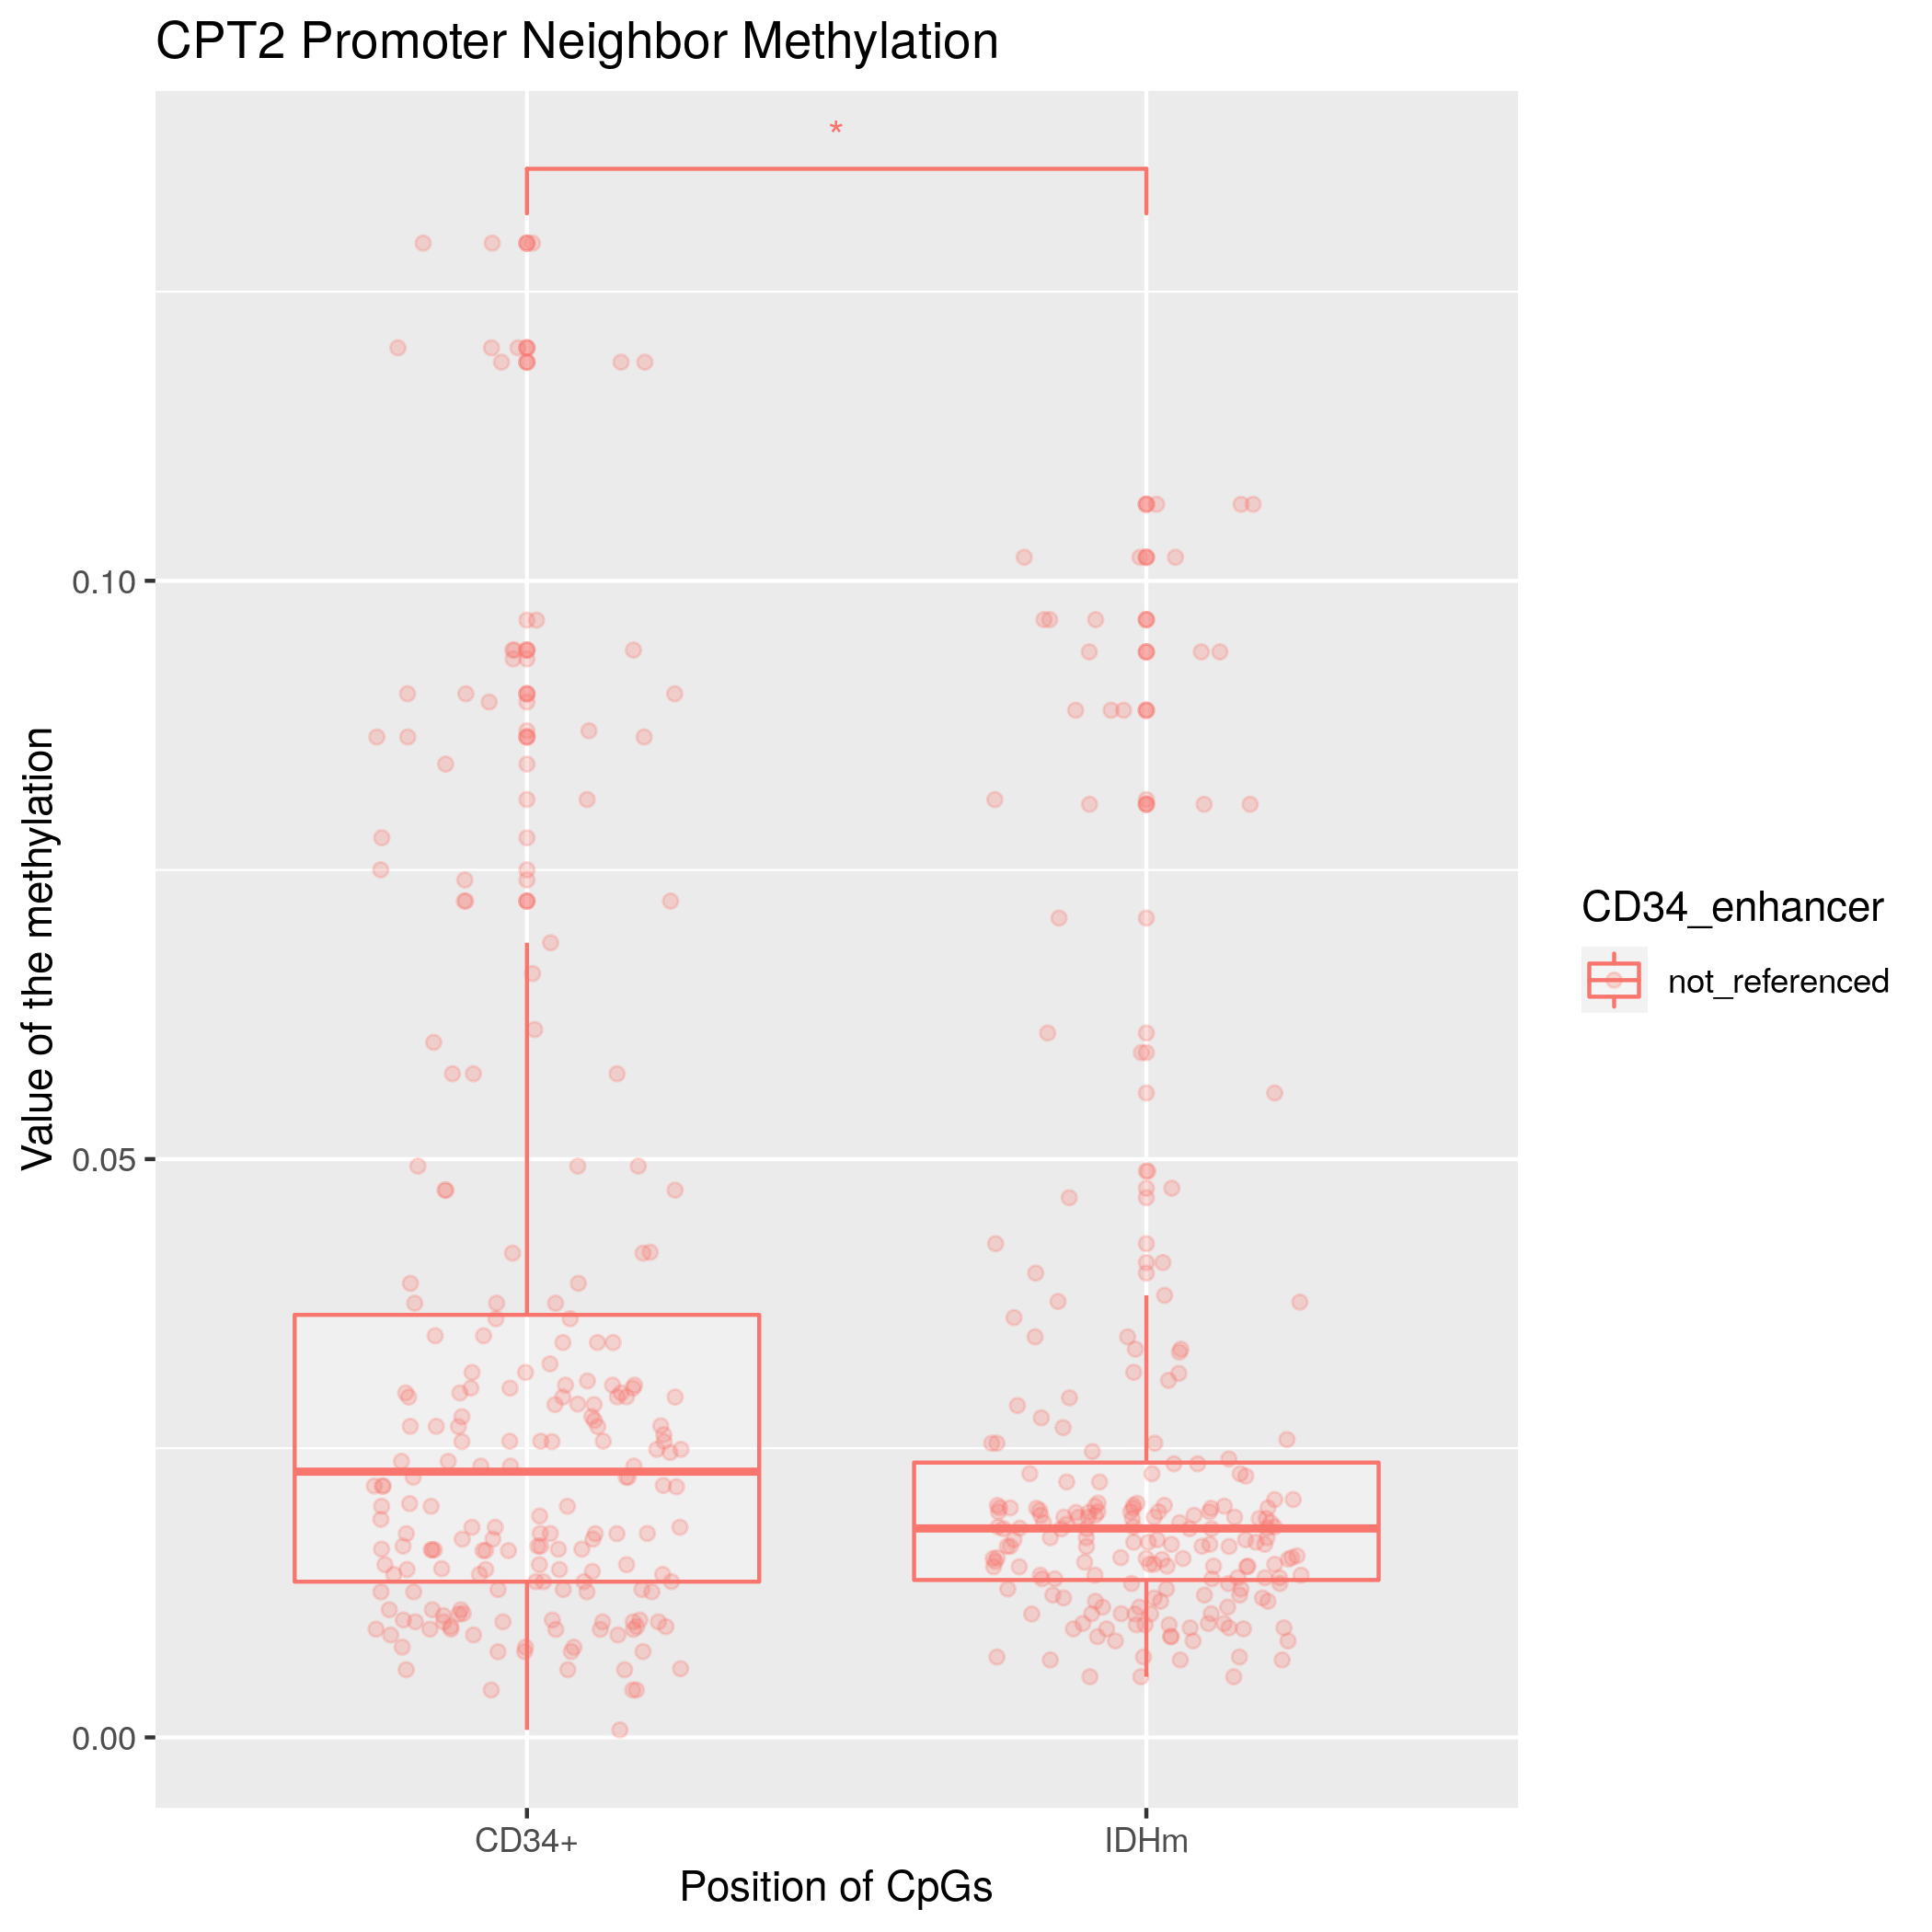 CPT2 Promoter Neighbor Methylation
*
0.10
0.05
0.00
Value of the methylation
CD34+
IDHm
Position of CpGs
CD34_enhancer
not_referenced